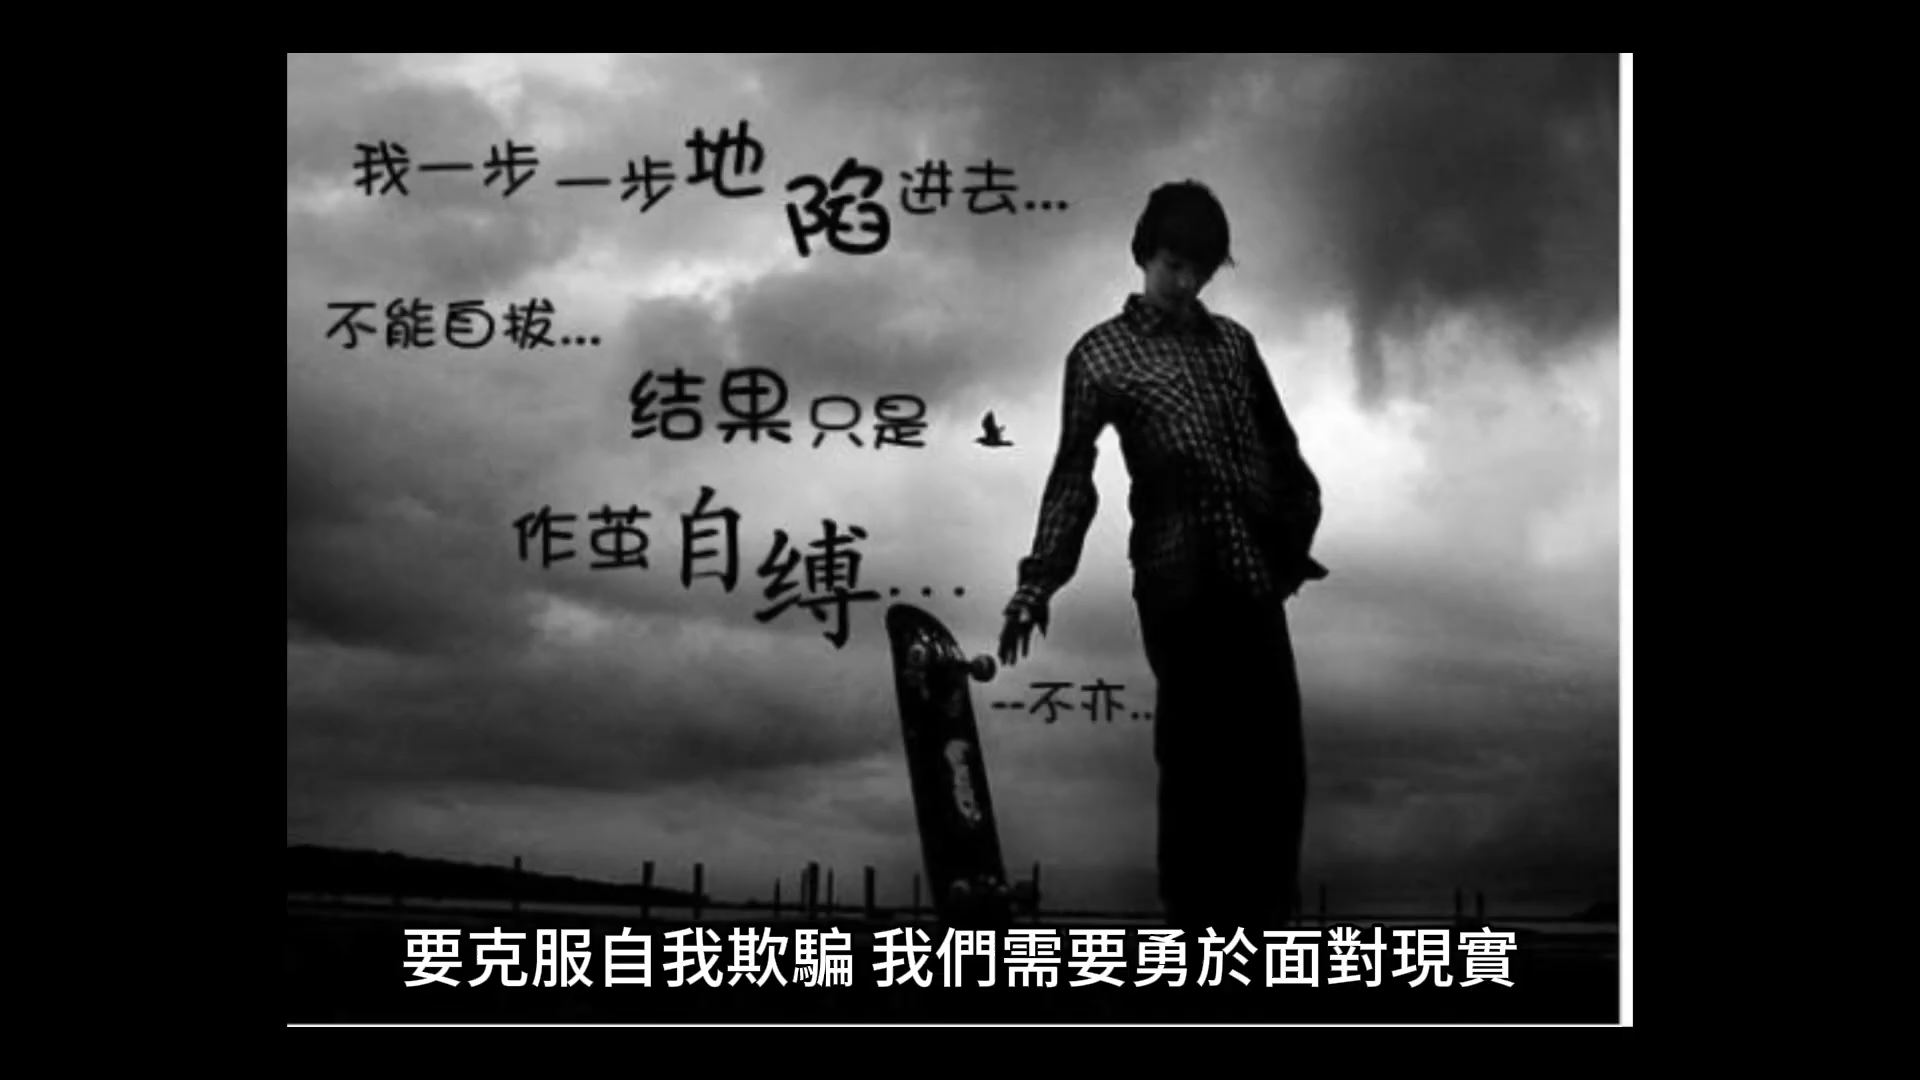 我一步一步地陷进去...
不能自拔...
结果只是
作茧自缚...
--不亦..
要克服自我欺騙 我們需要勇於面對現實